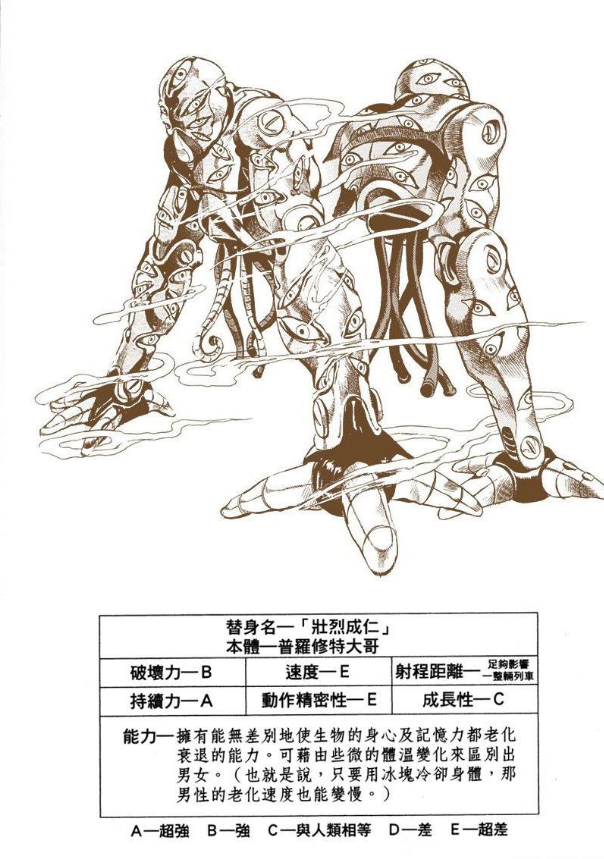 替身名—「壯烈成仁」
本體—普羅修特大哥
破壞力—B
速度—E
射程距離—足夠影響一整輛列車
持續力—A
動作精密性—E
成長性—C
能力—擁有能無差別地使生物的身心及記憶力都老化
衰退的能力。可藉由些微的體溫變化來區別出
男女。（也就是說，只要用冰塊冷卻身體，那
男性的老化速度也能變慢。）
A—超強 B—強 C—與人類相等 D—差 E—超差